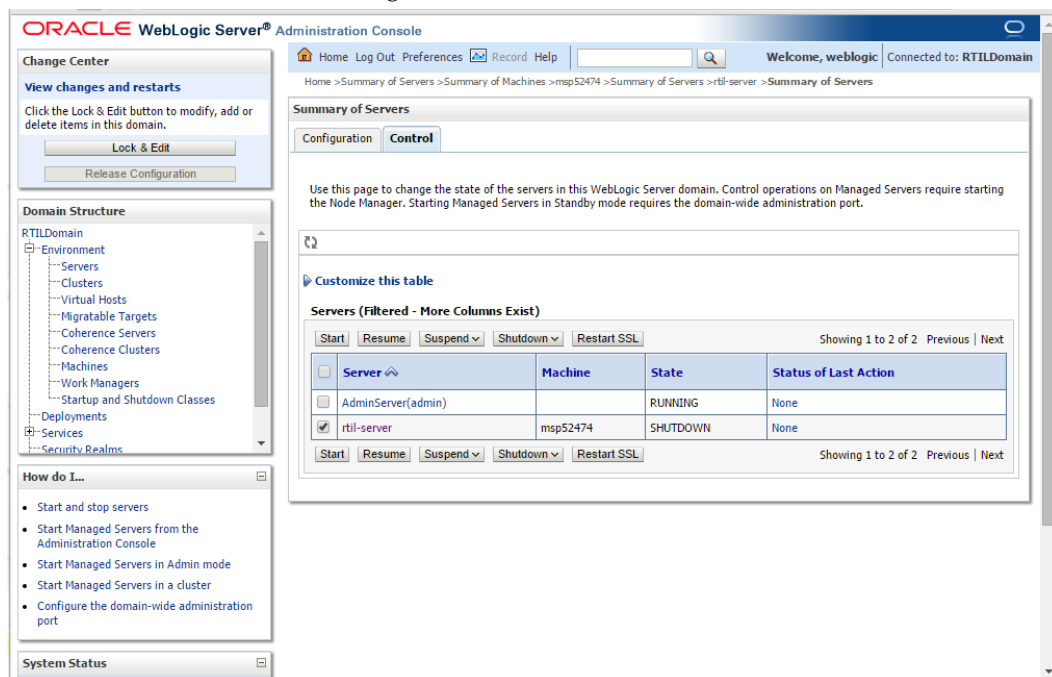 ORACLE WebLogic Server® Administration Console
Change Center
View changes and restarts
Click the Lock & Edit button to modify, add or
delete items in this domain.
Lock & Edit
Release Configuration
Domain Structure
RTILDomain
Environment
Servers
Clusters
Virtual Hosts
Migratable Targets
Coherence Servers
Coherence Clusters
Machines
Work Managers
Startup and Shutdown Classes
Deployments
Services
Security Realms
How do I...
Start and stop servers
Start Managed Servers from the
Administration Console
Start Managed Servers in Admin mode
Start Managed Servers in a cluster
Configure the domain-wide administration
port
System Status
Home Log Out Preferences Record Help
Welcome, weblogic Connected to: RTILDomain
Home >Summary of Servers >Summary of Machines >msp52474 >Summary of Servers >rtil-server >Summary of Servers
Summary of Servers
Configuration Control
Use this page to change the state of the servers in this WebLogic Server domain. Control operations on Managed Servers require starting
the Node Manager. Starting Managed Servers in Standby mode requires the domain-wide administration port.
Customize this table
Servers (Filtered - More Columns Exist)
Start Resume Suspend Shutdown Restart SSL Showing 1 to 2 of 2 Previous | Next
Server Machine State Status of Last Action
AdminServer(admin) RUNNING None
rtil-server msp52474 SHUTDOWN None
Start Resume Suspend Shutdown Restart SSL Showing 1 to 2 of 2 Previous | Next